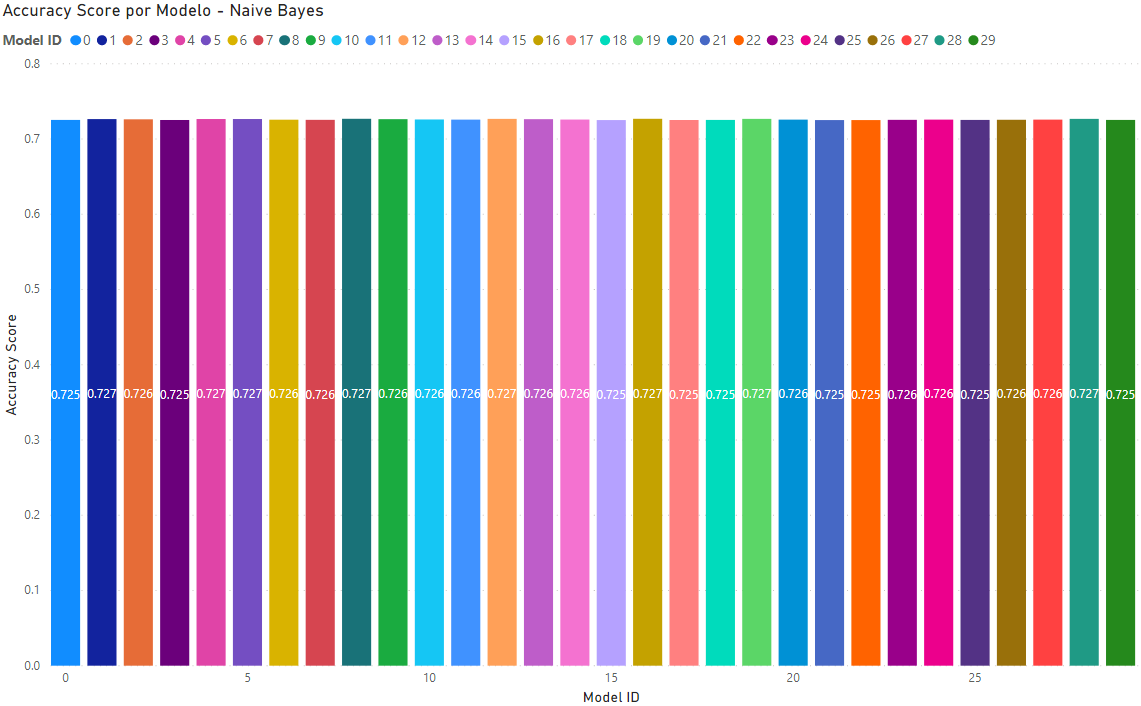 Accuracy Score por Modelo - Naive Bayes
Model ID 0 1 2 3 4 5 6 7 8 9 10 11 12 13 14 15 16 17 18 19 20 21 22 23 24 25 26 27 28 29
0.8
0.7
0.6
0.5
0.4
0.3
0.2
0.1
0.0
Accuracy Score
0.725 0.727 0.726 0.725 0.727 0.727 0.726 0.726 0.727 0.726 0.726 0.726 0.727 0.726 0.726 0.725 0.727 0.725 0.725 0.727 0.726 0.725 0.725 0.726 0.726 0.725 0.726 0.726 0.727 0.725
0 5 10 15 20 25
Model ID